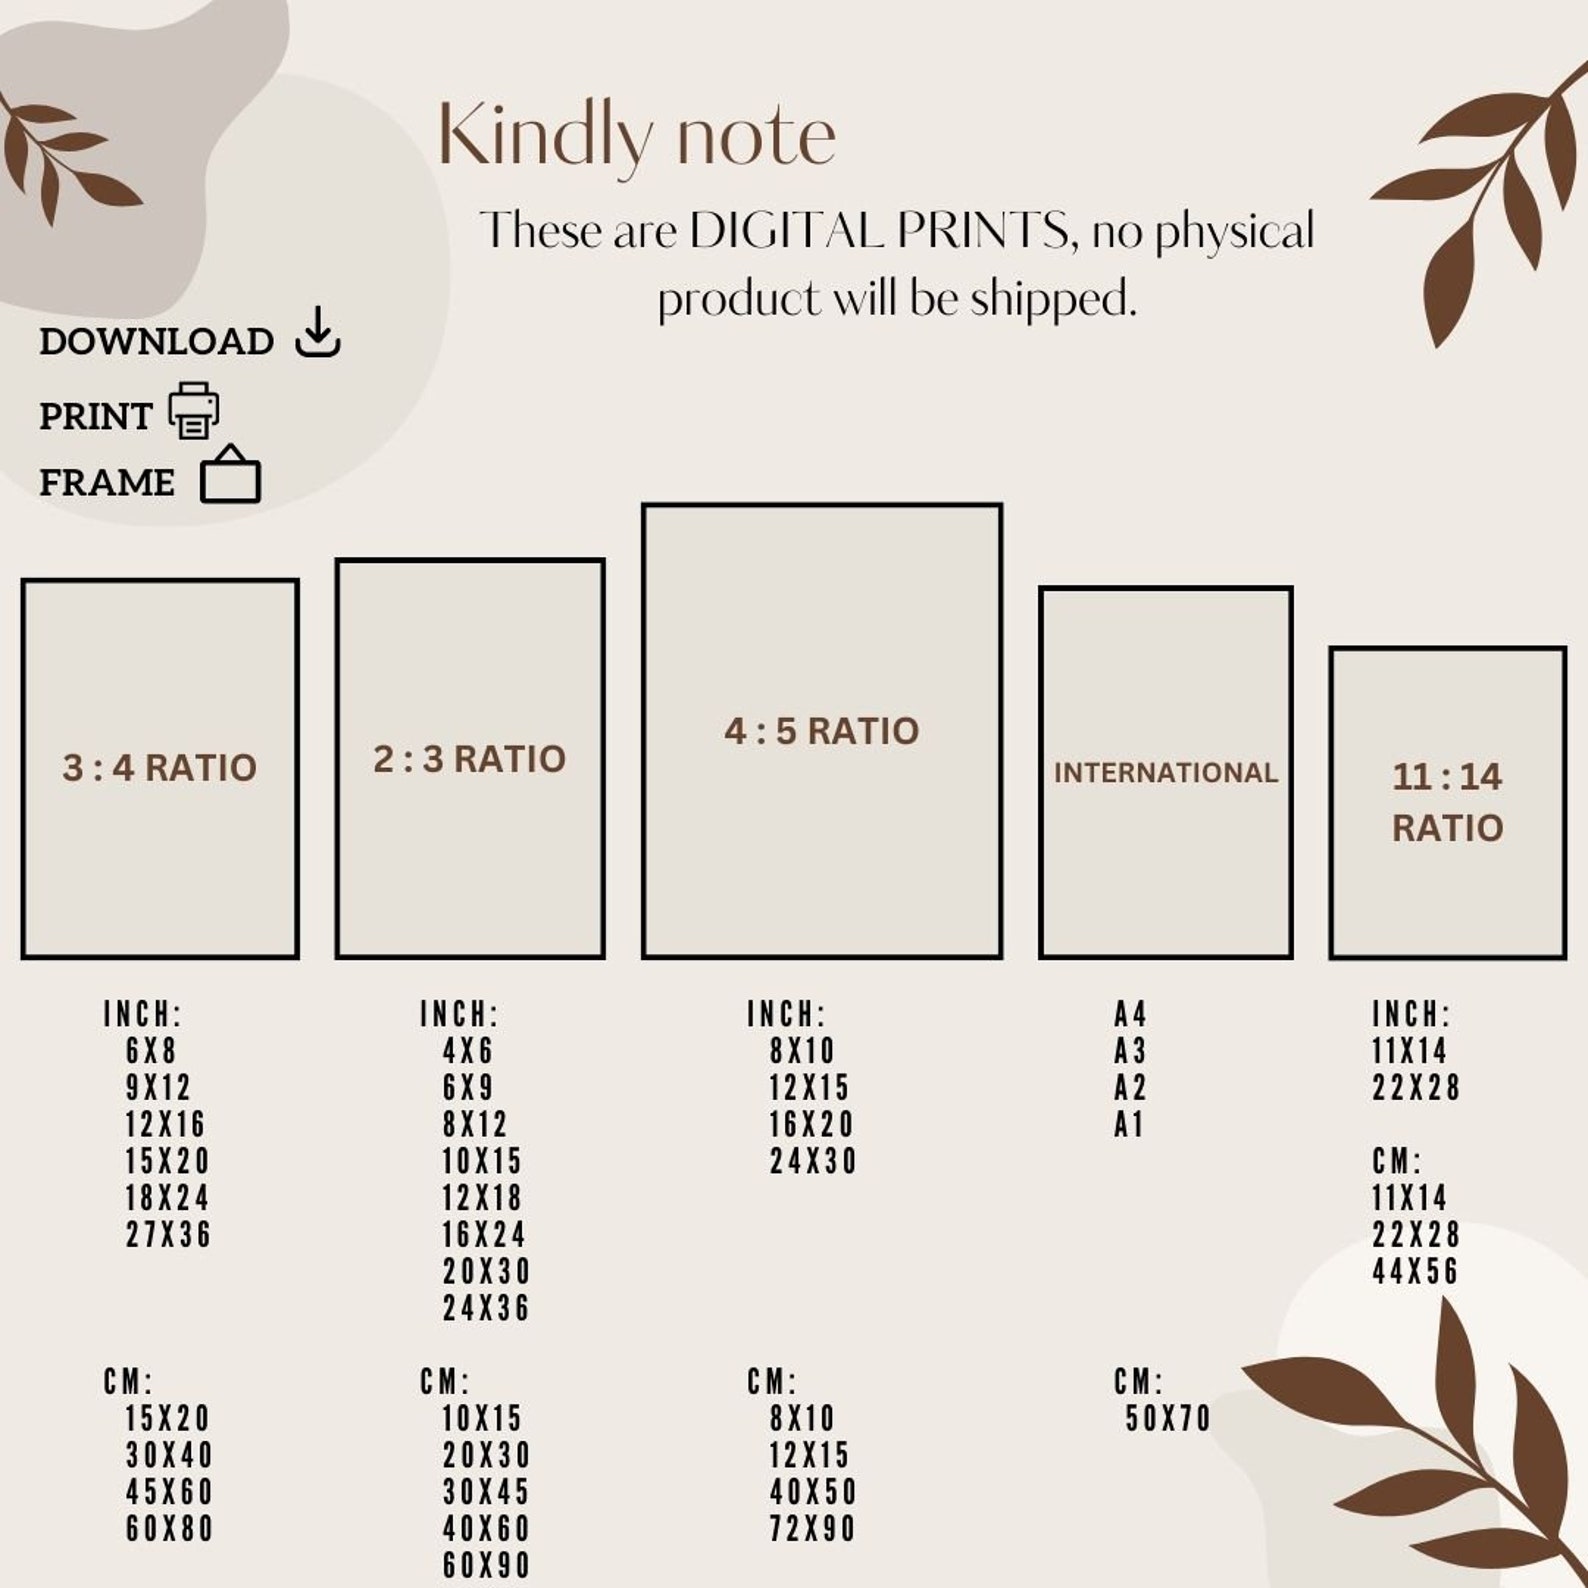 Kindly note
These are DIGITAL PRINTS, no physical
product will be shipped.
DOWNLOAD
PRINT
FRAME
3 : 4 RATIO
2 : 3 RATIO
4 : 5 RATIO
INTERNATIONAL
11 : 14
RATIO
INCH:
6X8
9X12
12X16
15X20
18X24
27X36
CM:
15X20
30X40
45X60
60X80
INCH:
4X6
6X9
8X12
10X15
12X18
16X24
20X30
24X36
CM:
10X15
20X30
30X45
40X60
60X90
INCH:
8X10
12X15
16X20
24X30
CM:
8X10
12X15
40X50
72X90
A4
A3
A2
A1
CM:
50X70
INCH:
11X14
22X28
CM:
11X14
22X28
44X56